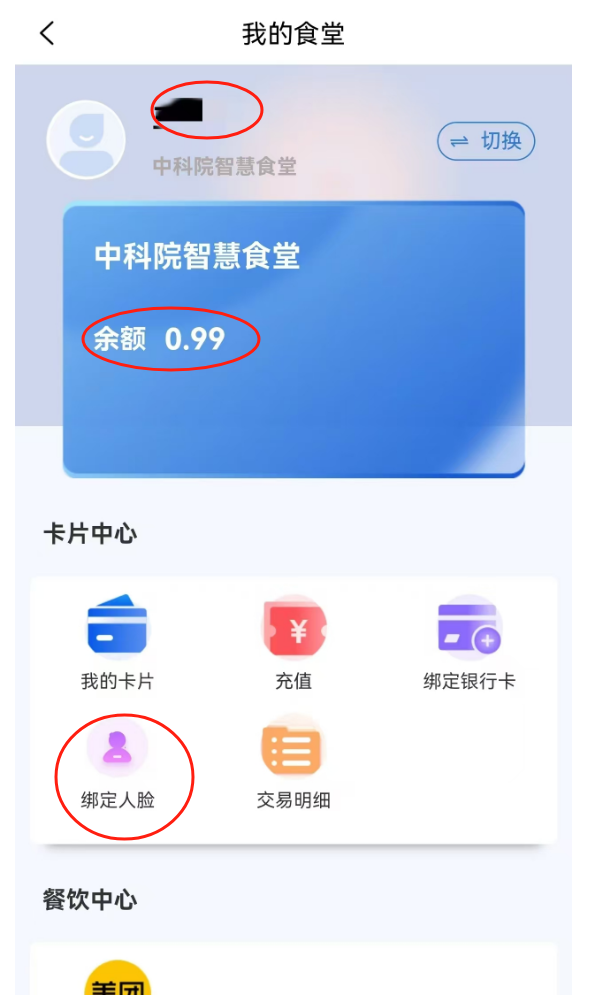 我的食堂
中科院智慧食堂
切换
中科院智慧食堂
余额 0.99
卡片中心
我的卡片
充值
绑定银行卡
绑定人脸
交易明细
餐饮中心
美团